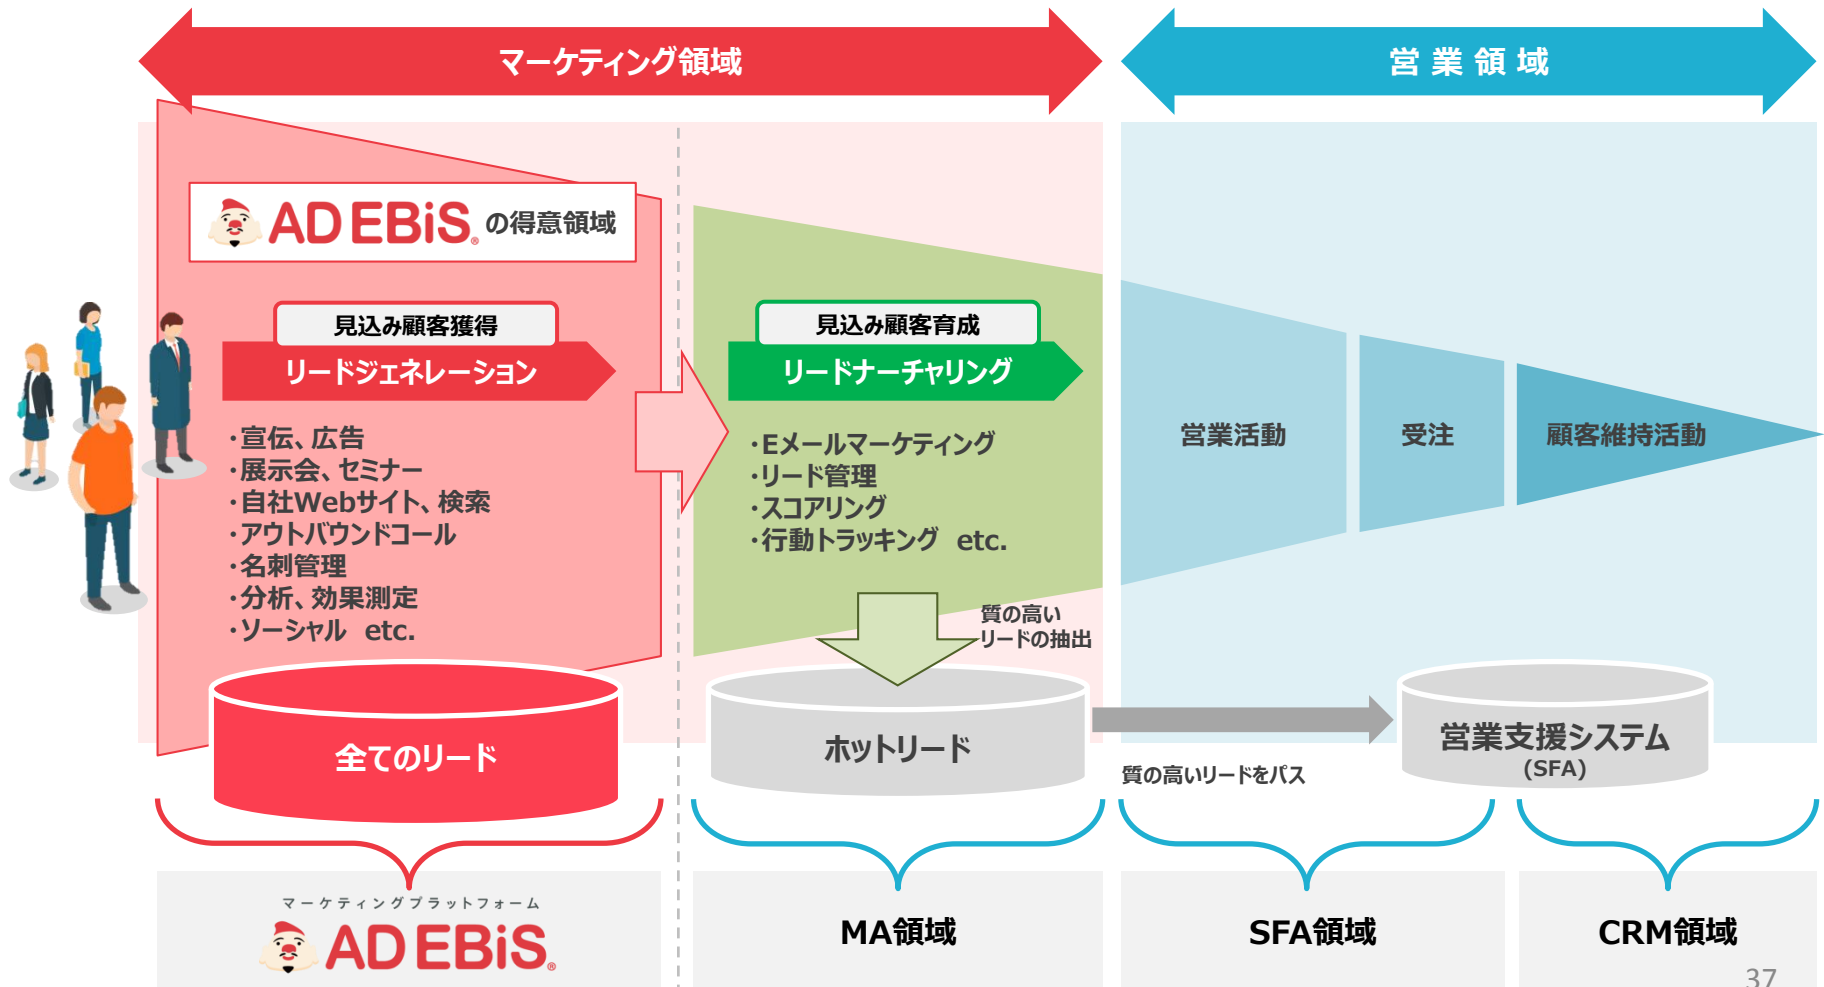 マーケティング領域
営業領域
AD EBiS® の得意領域
見込み顧客獲得
リードジェネレーション
・宣伝、広告
・展示会、セミナー
・自社Webサイト、検索
・アウトバウンドコール
・名刺管理
・分析、効果測定
・ソーシャル etc.
見込み顧客育成
リードナーチャリング
・Eメールマーケティング
・リード管理
・スコアリング
・行動トラッキング etc.
質の高い
リードの抽出
営業活動
受注
顧客維持活動
全てのリード
ホットリード
質の高いリードをパス
営業支援システム
(SFA)
マーケティングプラットフォーム
AD EBiS®
MA領域
SFA領域
CRM領域
37